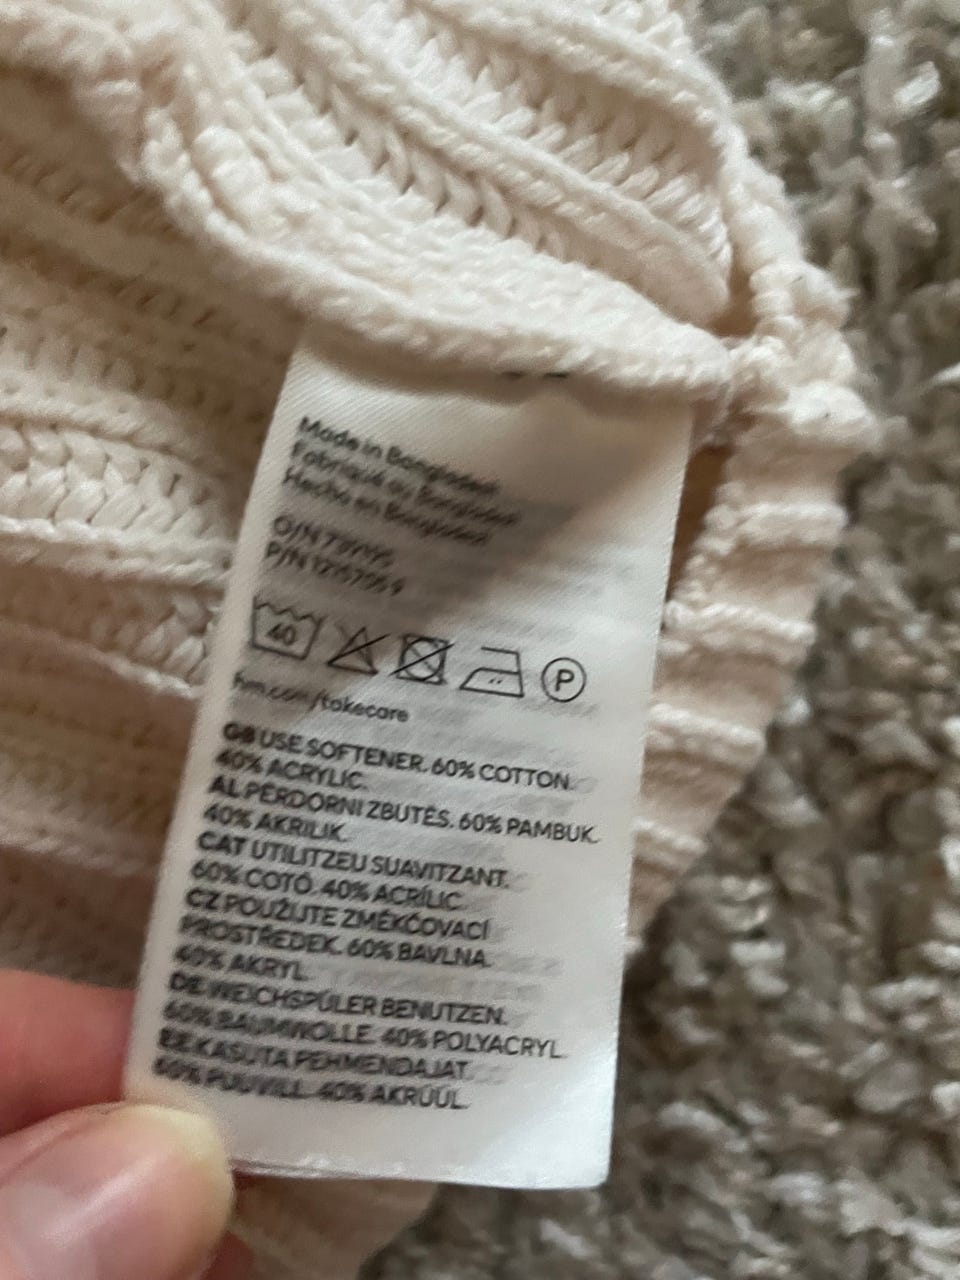 Made in Bangladesh
Fabriqué au Bangladesh
Hecho en Bangladesh
O/N
P/N
40
P
hm.com/takecare
GB USE SOFTENER. 60% COTTON.
40% ACRYLIC.
AL PËRDORNI ZBUTËS. 60% PAMBUK.
40% AKRILIK.
CAT UTILITZEU SUAVITZANT.
60% COTÓ. 40% ACRÍLIC.
CZ POUŽIJTE ZMĚKČOVACÍ
PROSTŘEDEK. 60% BAVLNA.
40% AKRYL.
DE WEICHSPÜLER BENUTZEN.
60% BAUMWOLLE. 40% POLYACRYL.
EE KASUTA PEHMENDAJAT.
60% PUUVILL. 40% AKRÜÜL.